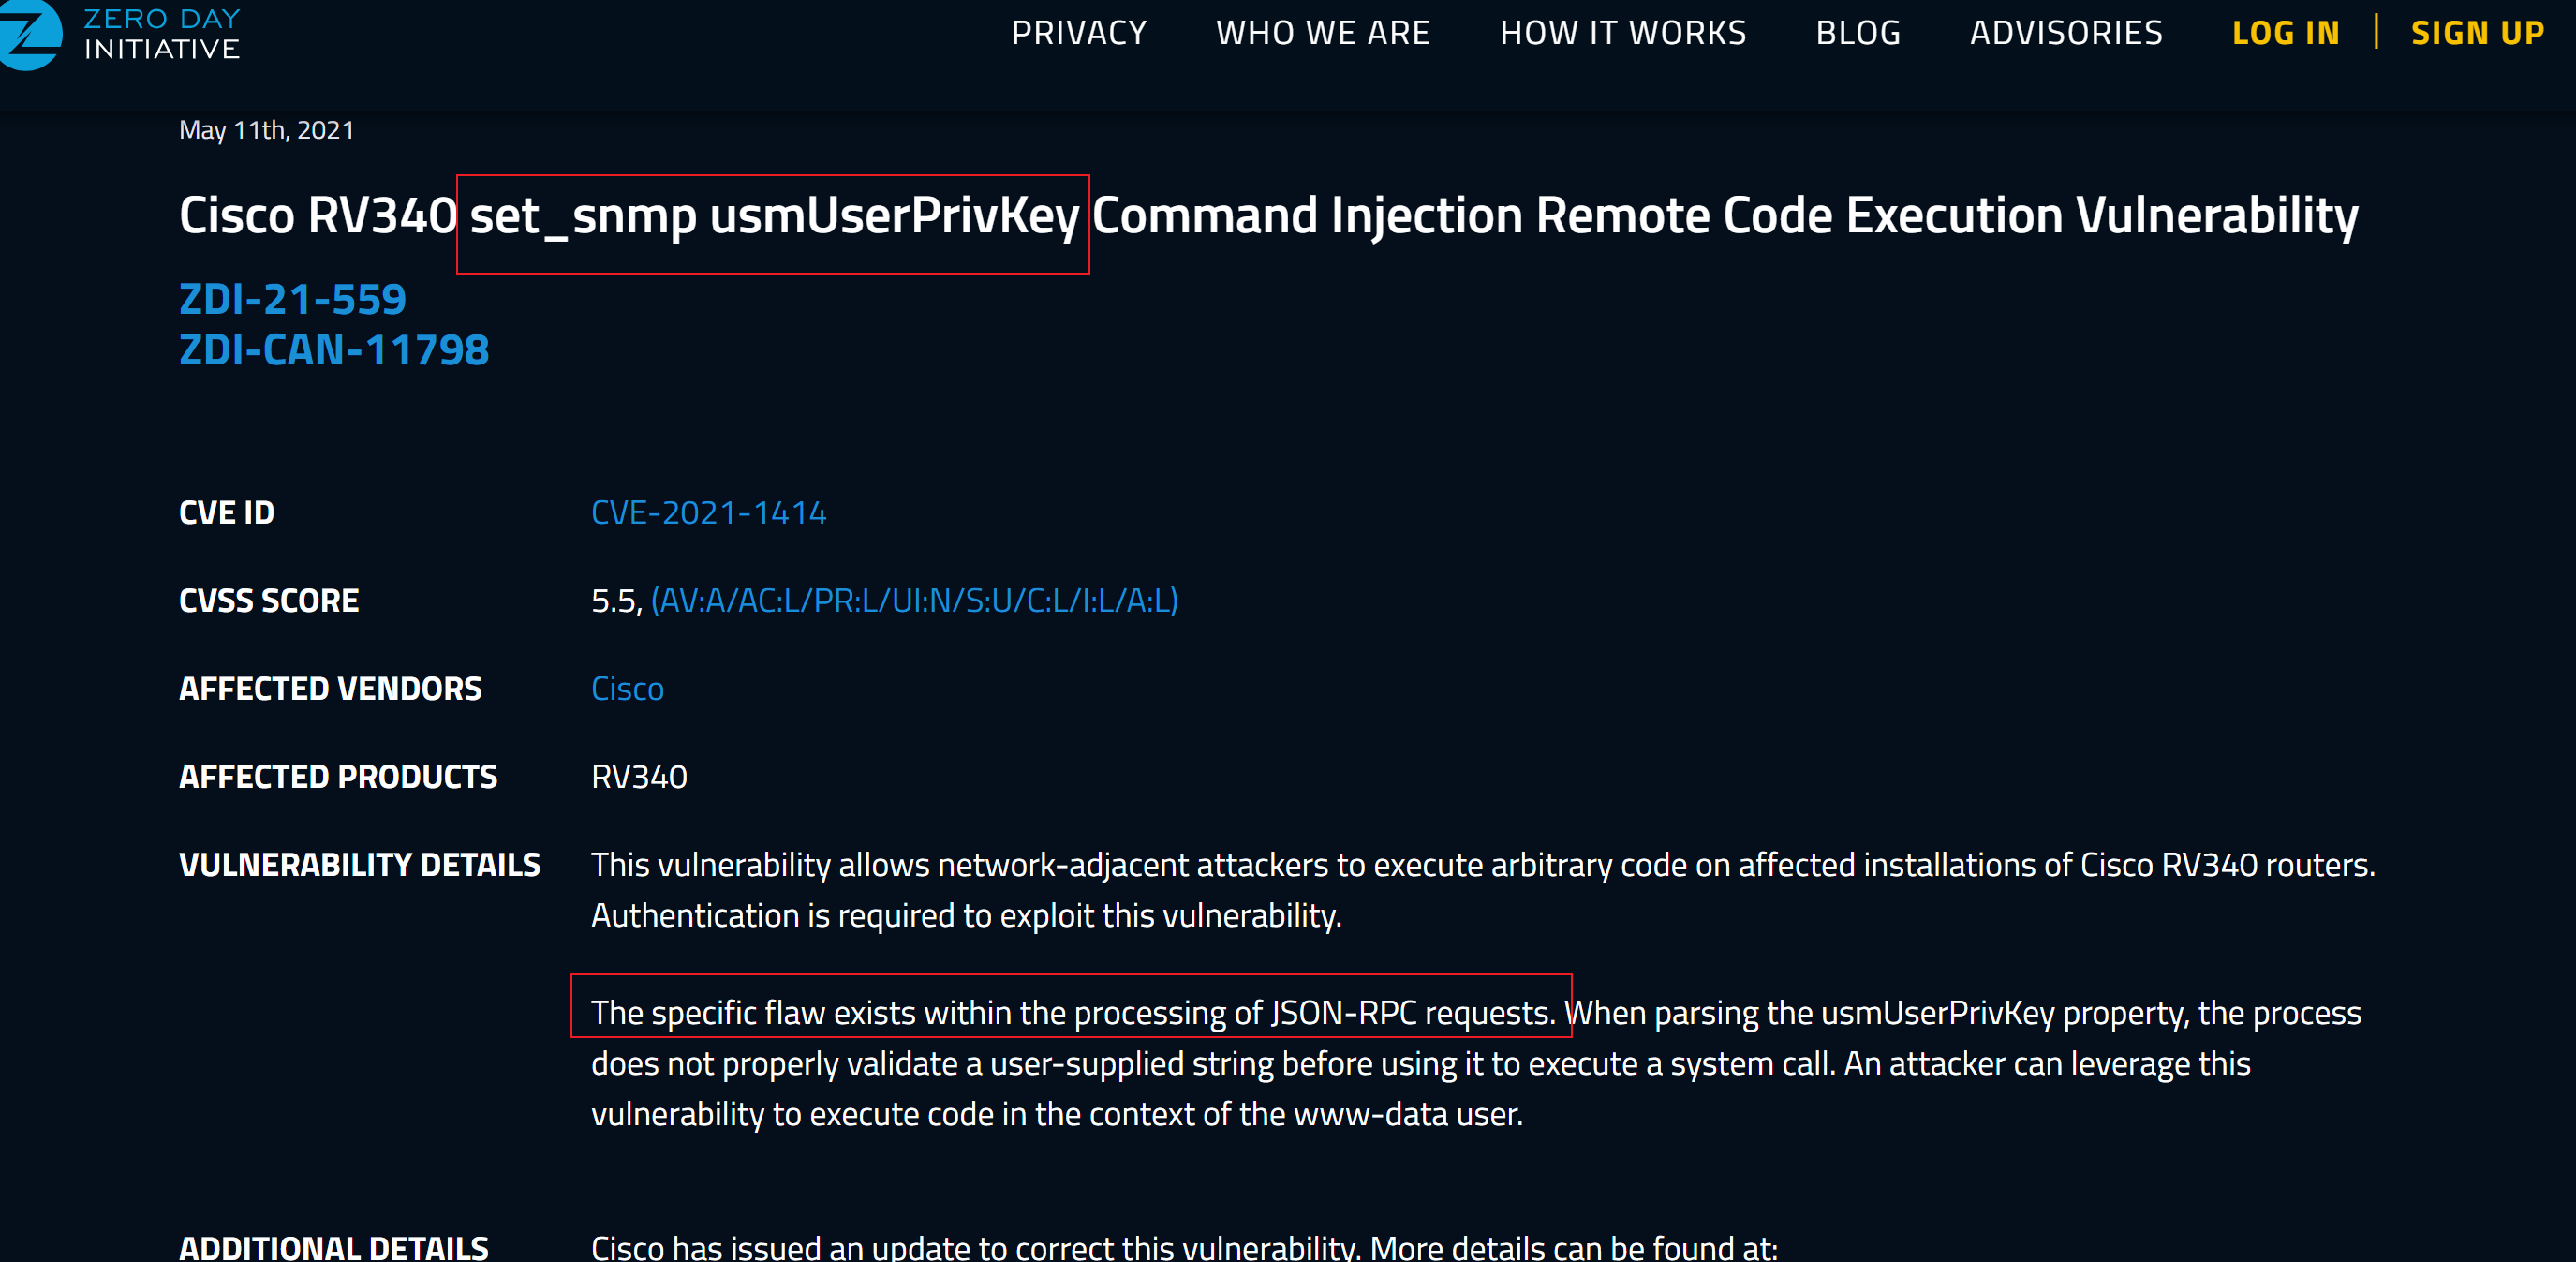 ZERO DAY
INITIATIVE
PRIVACY WHO WE ARE HOW IT WORKS BLOG ADVISORIES LOG IN | SIGN UP
May 11th, 2021
Cisco RV340 set_snmp usmUserPrivKey Command Injection Remote Code Execution Vulnerability
ZDI-21-559
ZDI-CAN-11798
CVE ID CVE-2021-1414
CVSS SCORE 5.5, (AV:A/AC:L/PR:L/UI:N/S:U/C:L/I:L/A:L)
AFFECTED VENDORS Cisco
AFFECTED PRODUCTS RV340
VULNERABILITY DETAILS This vulnerability allows network-adjacent attackers to execute arbitrary code on affected installations of Cisco RV340 routers.
Authentication is required to exploit this vulnerability.
The specific flaw exists within the processing of JSON-RPC requests. When parsing the usmUserPrivKey property, the process
does not properly validate a user-supplied string before using it to execute a system call. An attacker can leverage this
vulnerability to execute code in the context of the www-data user.
ADDITIONAL DETAILS Cisco has issued an update to correct this vulnerability. More details can be found at: